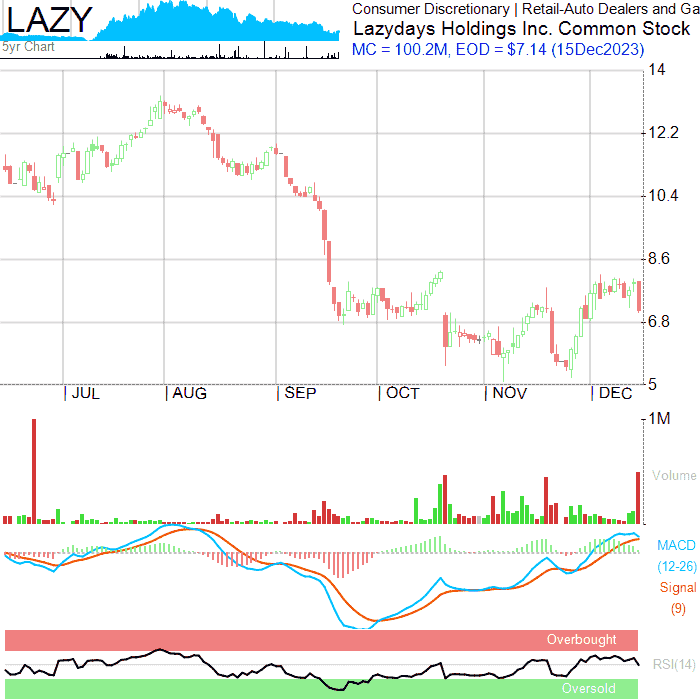 LAZY
Consumer Discretionary | Retail-Auto Dealers and Ga
Lazydays Holdings Inc. Common Stock
5yr Chart
MC = 100.2M, EOD = $7.14 (15Dec2023)
14
12.2
10.4
8.6
6.8
5
| JUL | AUG | SEP | OCT | NOV | DEC
1M
Volume
MACD
(12-26)
Signal
(9)
Overbought
RSI(14)
Oversold